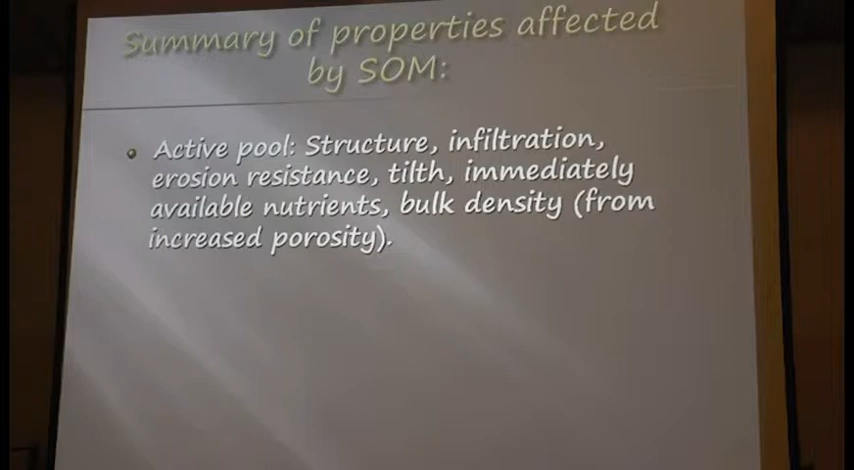 Summary of properties affected
by SOM:
Active pool: Structure, infiltration,
erosion resistance, tilth, immediately
available nutrients, bulk density (from
increased porosity).